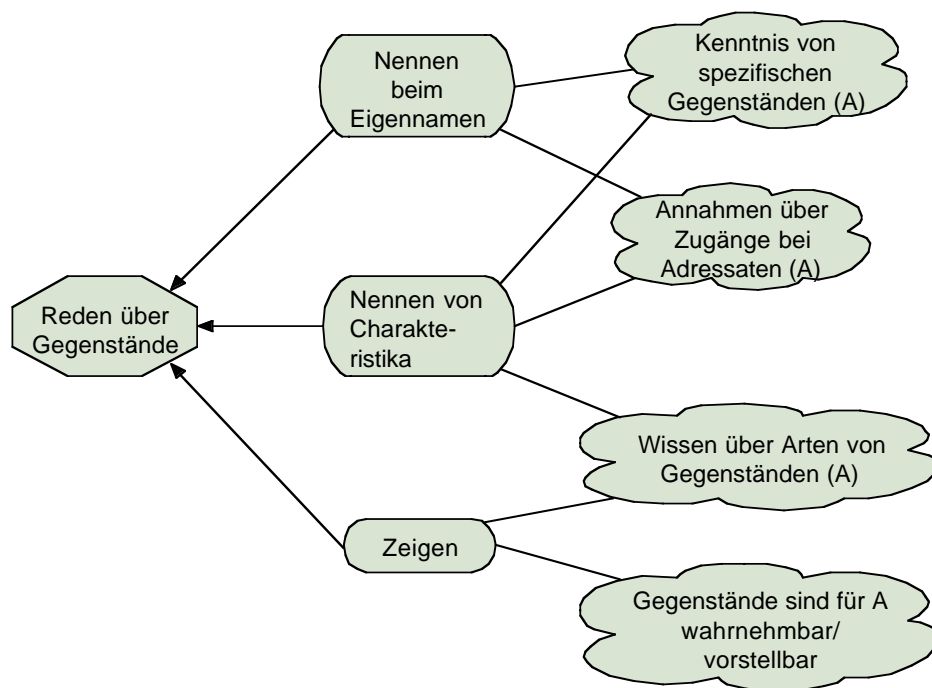 Nennen
beim
Eigennamen
Kenntnis von
spezifischen
Gegenständen (A)
Annahmen über
Zugänge bei
Adressaten (A)
Reden über
Gegenstände
Nennen von
Charakte-
ristika
Wissen über Arten von
Gegenständen (A)
Zeigen
Gegenstände sind für A
wahrnehmbar/
vorstellbar